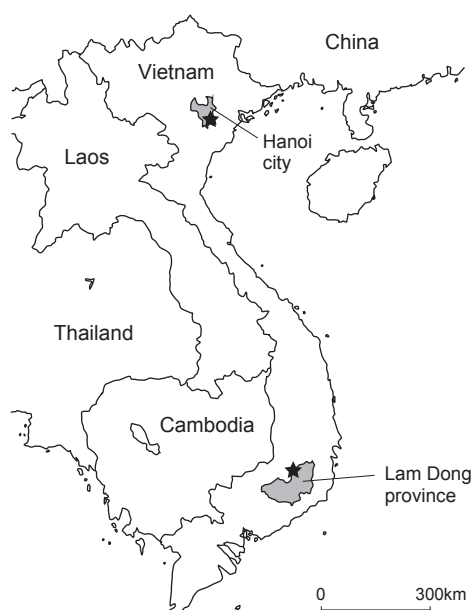 China
Vietnam
Hanoi
city
Laos
Thailand
Cambodia
Lam Dong
province
0 300km